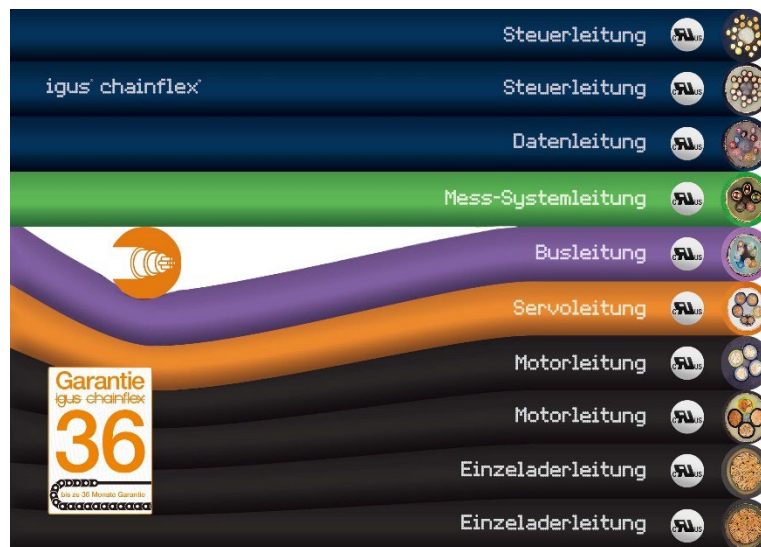 Steuerleitung
igus chainflex
Steuerleitung
Datenleitung
Mess-Systemleitung
Busleitung
Servoleitung
Motorleitung
Motorleitung
Einzeladerleitung
Einzeladerleitung
Garantie
igus chainflex
36
bis zu 36 Monate Garantie